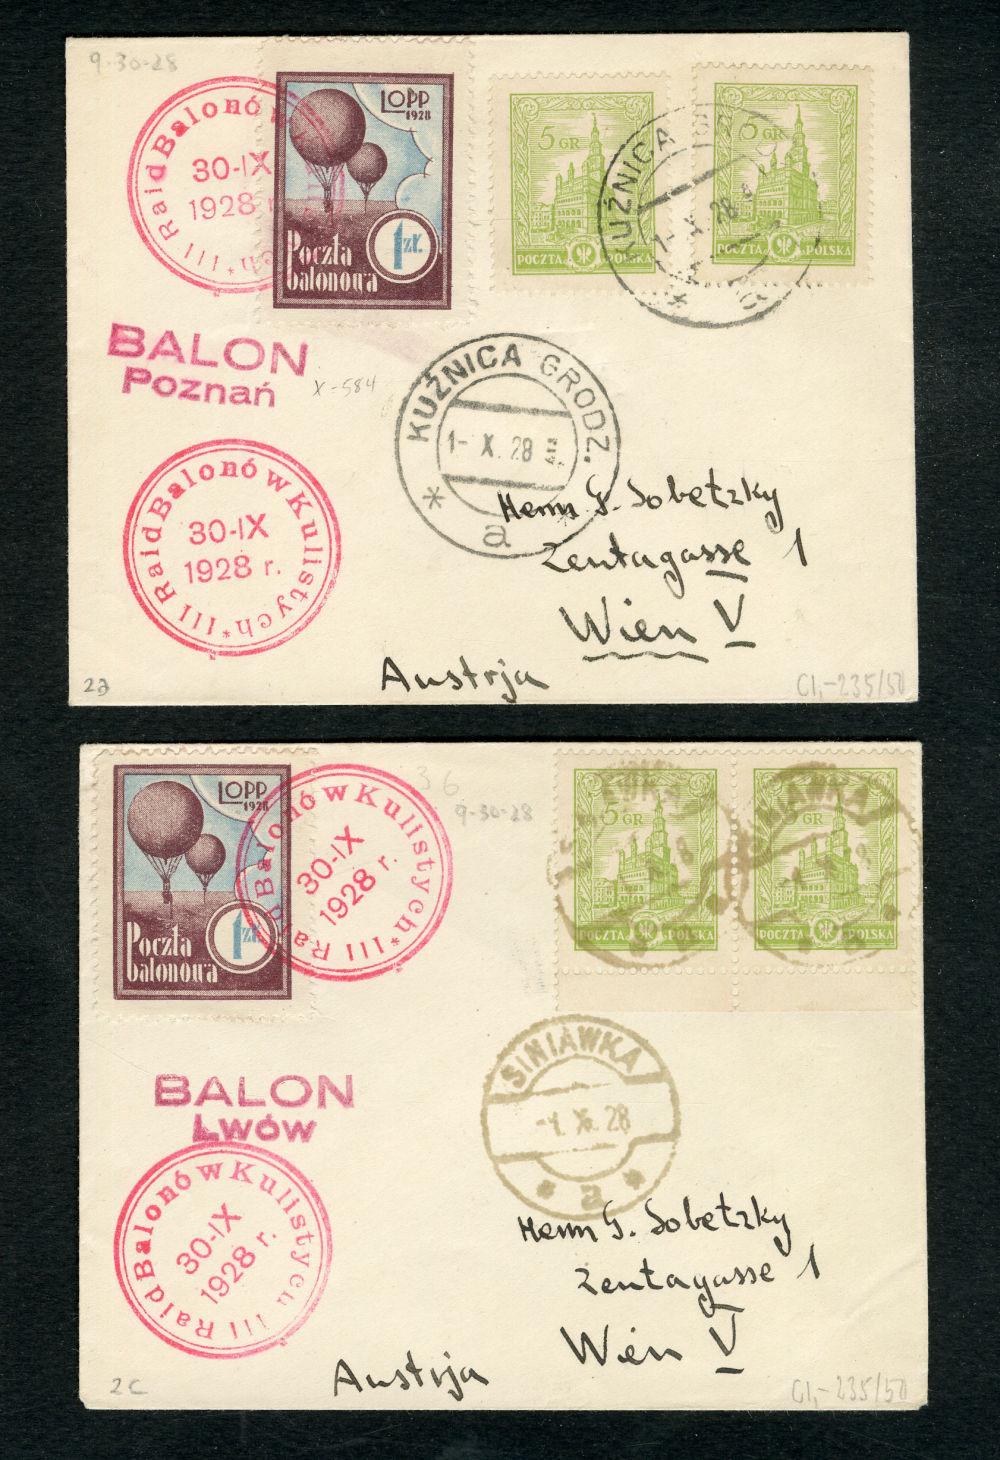 9-30-28
III Raid Balonów Kulistych *
30-IX
1928 r.
LOPP
1928
1 zł.
Poczta
balonowa
5
GR
POCZTA POLSKA
5
GR
POCZTA POLSKA
KUŹNICA
1-X.28
BALON
Poznań
X-584
KUŹNICA GRODZ.
1-X.28
* a *
III Raid Balonów Kulistych *
30-IX
1928 r.
Herrn G. Sobetzky
Zentagasse 1
Wien V
Austrja
2a
Cl,-235/50
LOPP
1928
1 zł.
Poczta
balonowa
III Raid Balonów Kulistych *
30-IX
1928 r.
36
9-30-28
5
GR
POCZTA POLSKA
5
GR
POCZTA POLSKA
SINIAWKA
SINIAWKA
-1.X.28
* a *
BALON
Lwów
III Raid Balonów Kulistych
30-IX
1928 r.
Herrn G. Sobetzky
Zentagasse 1
Wien V
Austrja
2c
Cl,-235/50